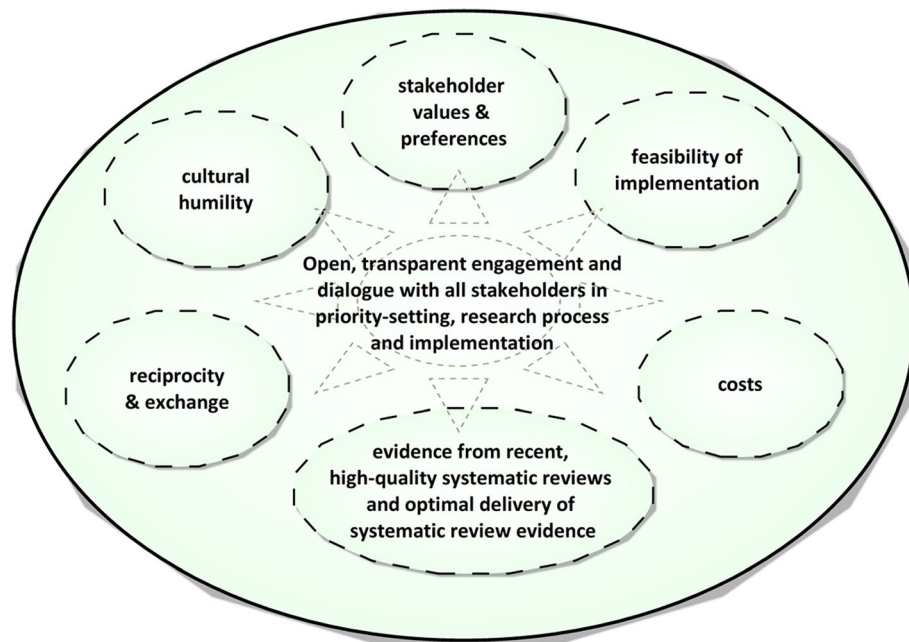 stakeholder
values &
preferences
feasibility of
implementation
cultural
humility
Open, transparent engagement and
dialogue with all stakeholders in
priority-setting, research process
and implementation
reciprocity
& exchange
costs
evidence from recent,
high-quality systematic reviews
and optimal delivery of
systematic review evidence